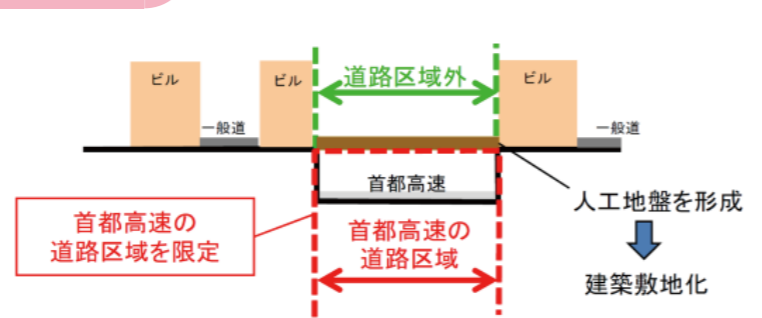 道路区域外
ビル
ビル
ビル
一般道
一般道
首都高速
人工地盤を形成
首都高速の
道路区域を限定
首都高速の
道路区域
建築敷地化